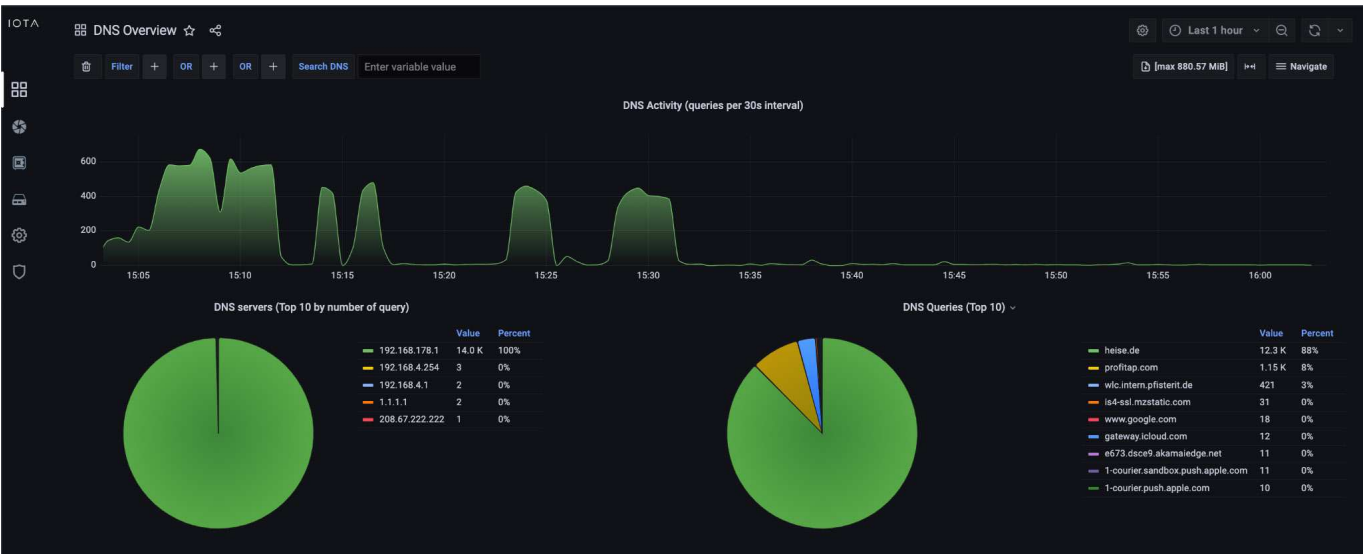 IOTA
DNS Overview
Last 1 hour
Filter + OR + OR + Search DNS Enter variable value
[max 880.57 MiB] Navigate
DNS Activity (queries per 30s interval)
600
400
200
0
15:05 15:10 15:15 15:20 15:25 15:30 15:35 15:40 15:45 15:50 15:55 16:00
DNS servers (Top 10 by number of query)
Value Percent
192.168.178.1 14.0 K 100%
192.168.4.254 3 0%
192.168.4.1 2 0%
1.1.1.1 2 0%
208.67.222.222 1 0%
DNS Queries (Top 10)
Value Percent
heise.de 12.3 K 88%
profitap.com 1.15 K 8%
wlc.intern.pfisterit.de 421 3%
is4-ssl.mzstatic.com 31 0%
www.google.com 18 0%
gateway.icloud.com 12 0%
e673.dsce9.akamaiedge.net 11 0%
1-courier.sandbox.push.apple.com 11 0%
1-courier.push.apple.com 10 0%